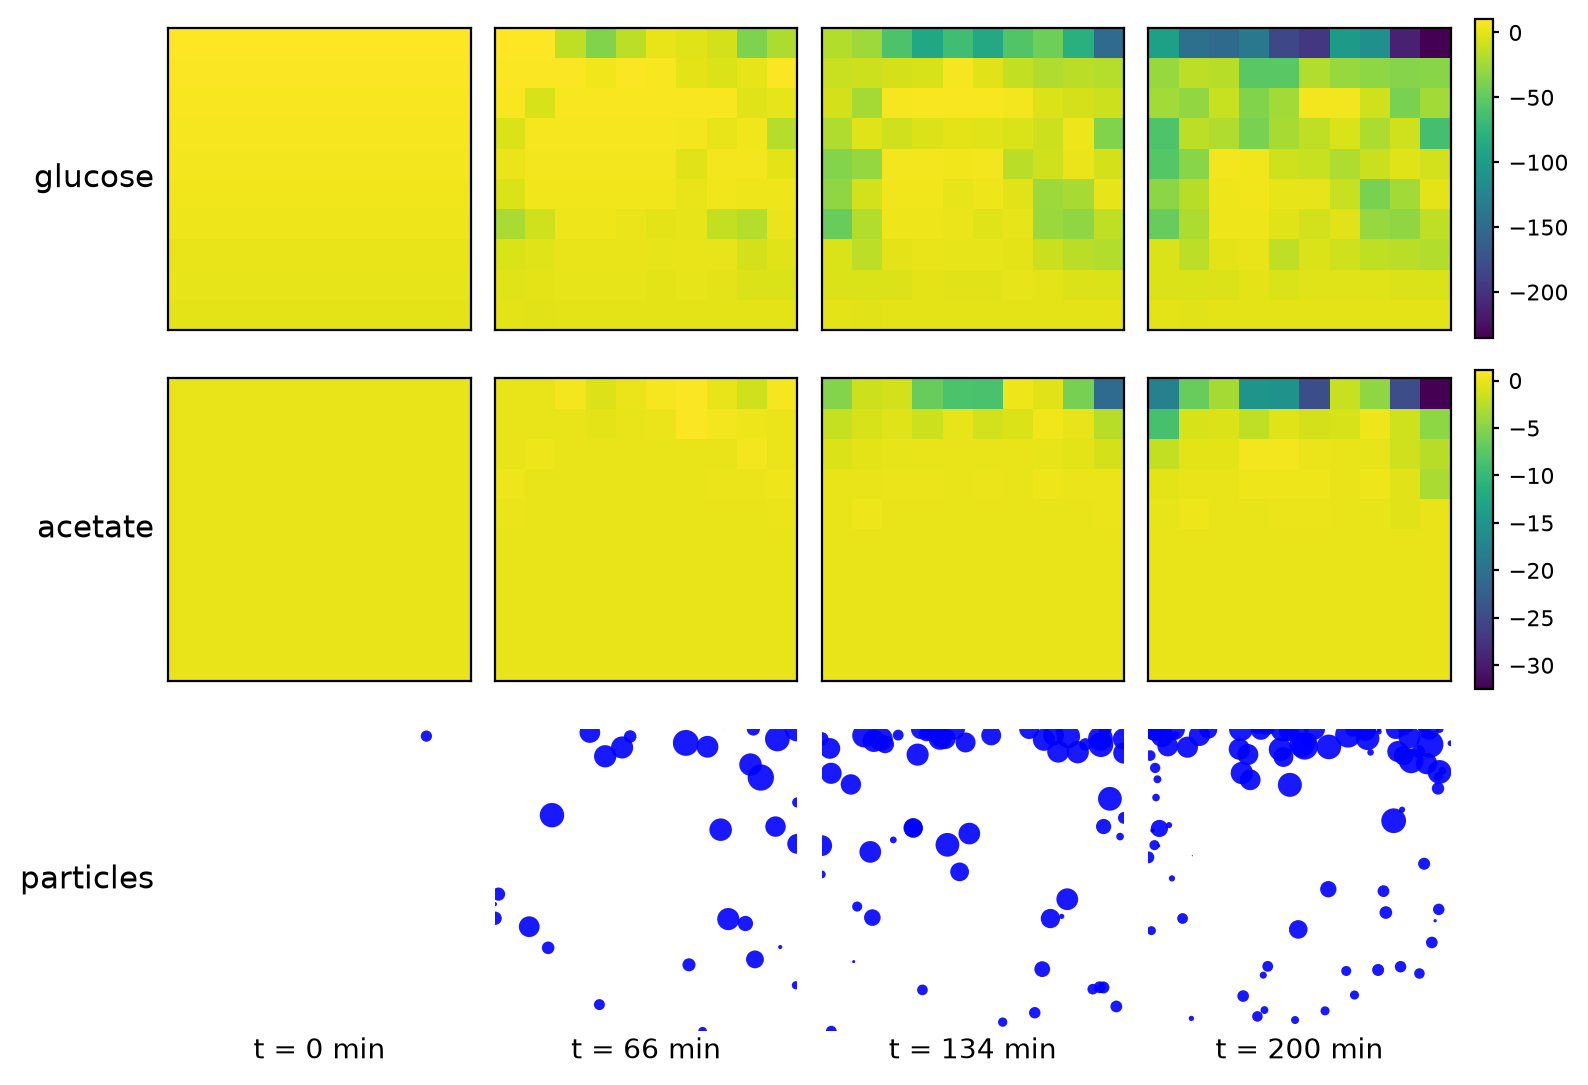 glucose
0
−50
−100
−150
−200
acetate
0
−5
−10
−15
−20
−25
−30
particles
t = 0 min
t = 66 min
t = 134 min
t = 200 min